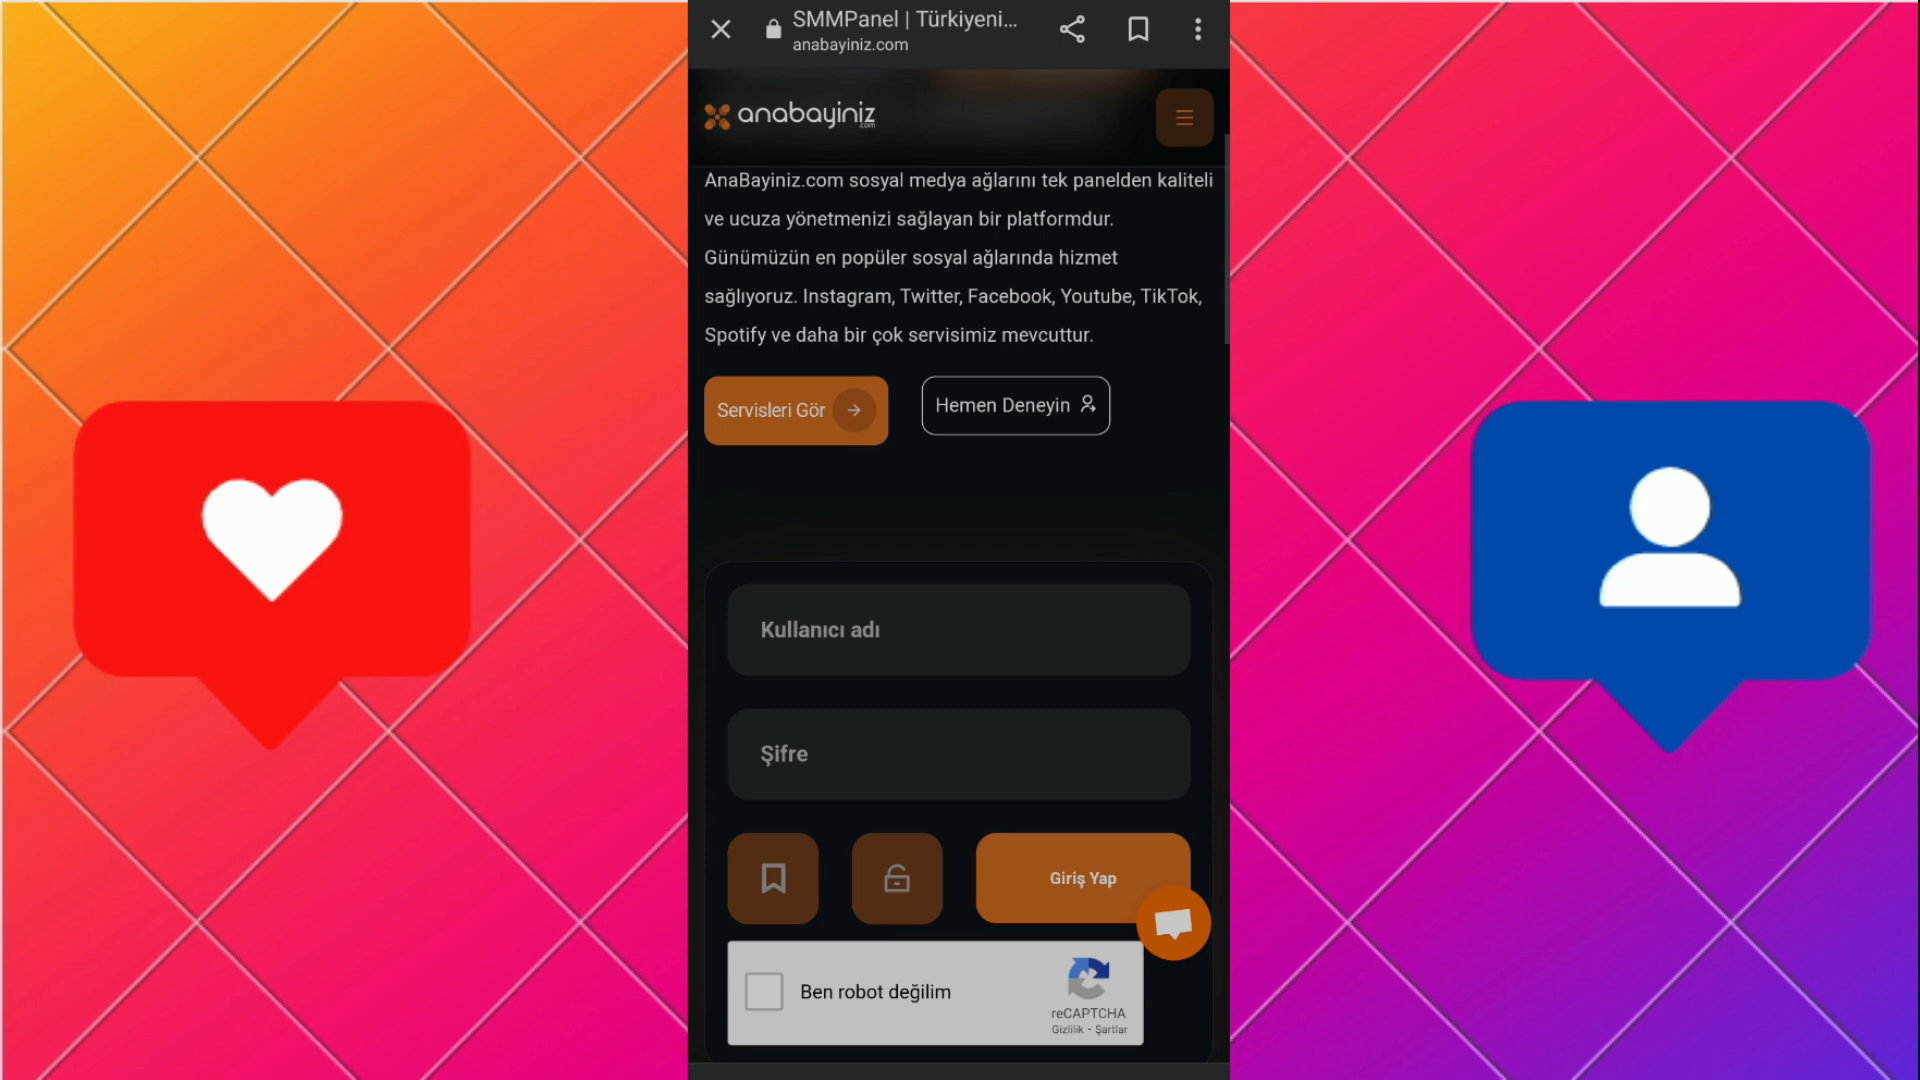 SMMPanel | Türkiyeni...
anabayiniz.com
anabayiniz
.com
AnaBayiniz.com sosyal medya ağlarını tek panelden kaliteli
ve ucuza yönetmenizi sağlayan bir platformdur.
Günümüzün en popüler sosyal ağlarında hizmet
sağlıyoruz. Instagram, Twitter, Facebook, Youtube, TikTok,
Spotify ve daha bir çok servisimiz mevcuttur.
Servisleri Gör
Hemen Deneyin
Kullanıcı adı
Şifre
Giriş Yap
Ben robot değilim
reCAPTCHA
Gizlilik - Şartlar